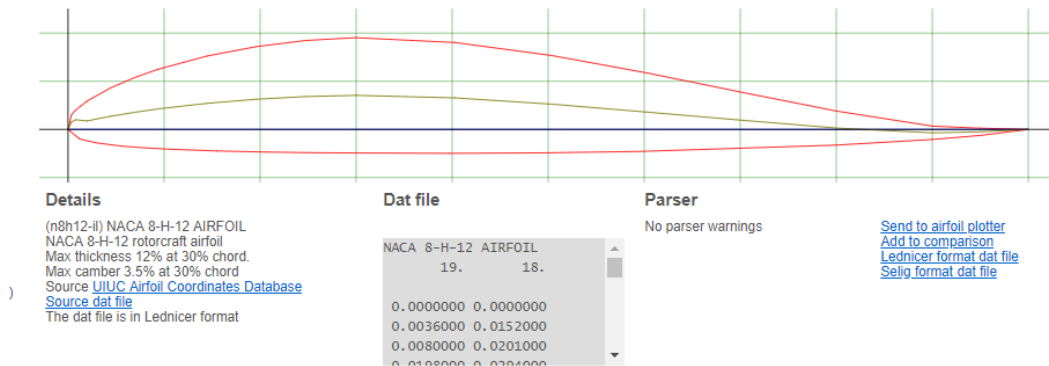 Details
(n8h12-il) NACA 8-H-12 AIRFOIL
NACA 8-H-12 rotorcraft airfoil
Max thickness 12% at 30% chord.
Max camber 3.5% at 30% chord
Source UIUC Airfoil Coordinates Database
Source dat file
The dat file is in Lednicer format
)
Dat file
NACA 8-H-12 AIRFOIL
19. 18.
0.0000000 0.0000000
0.0036000 0.0152000
0.0080000 0.0201000
0.0198000 0.0294000
Parser
No parser warnings
Send to airfoil plotter
Add to comparison
Lednicer format dat file
Selig format dat file